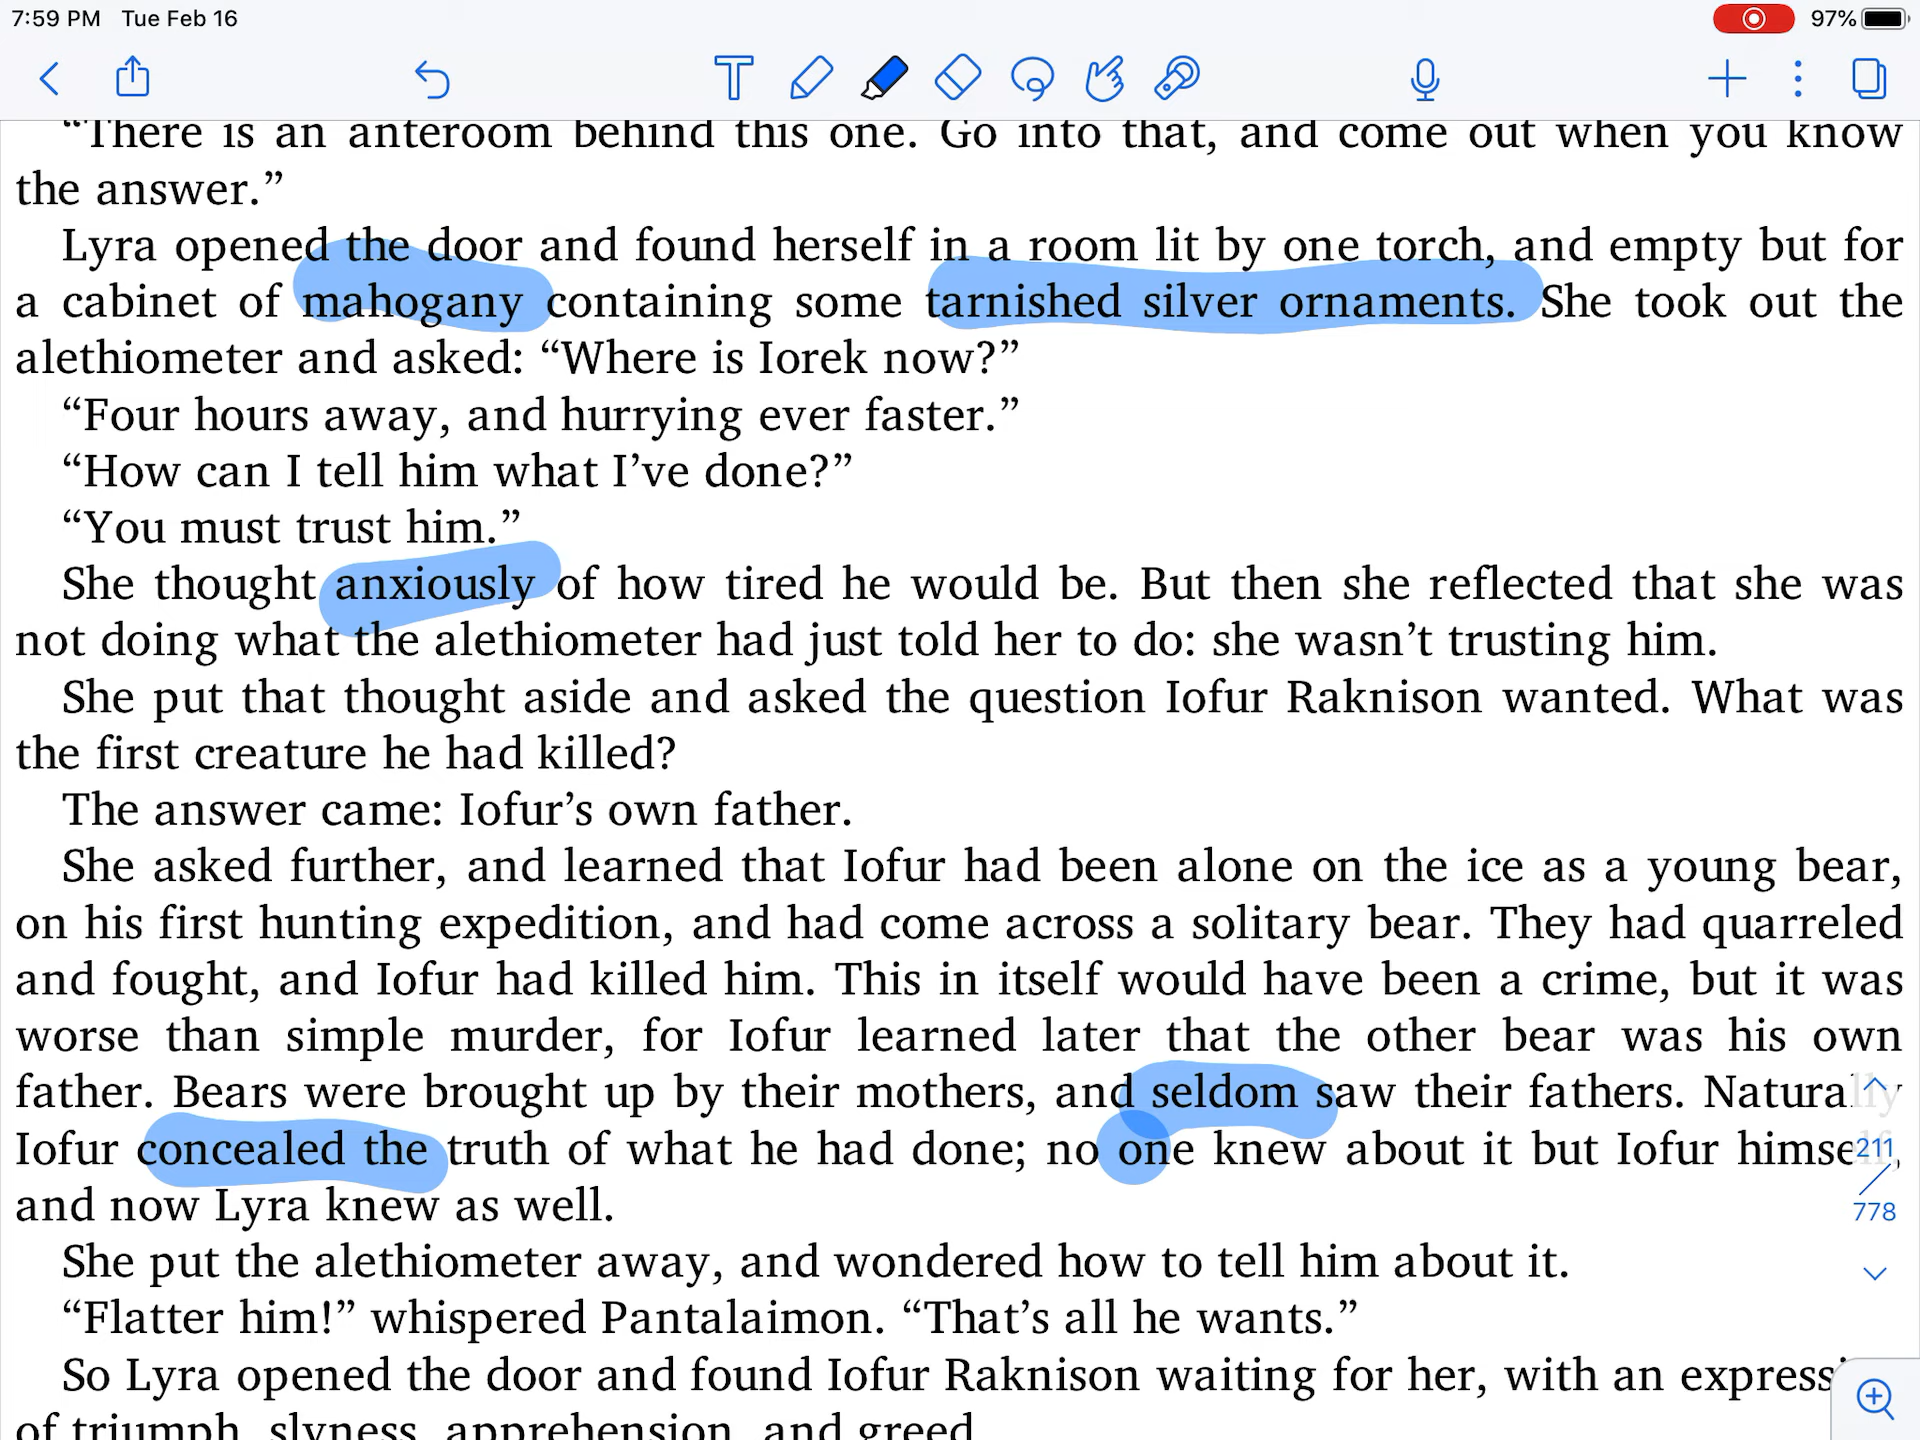 7:59 PM Tue Feb 16
97%
“There is an anteroom behind this one. Go into that, and come out when you know
the answer.”
Lyra opened the door and found herself in a room lit by one torch, and empty but for
a cabinet of mahogany containing some tarnished silver ornaments. She took out the
alethiometer and asked: “Where is Iorek now?”
“Four hours away, and hurrying ever faster.”
“How can I tell him what I’ve done?”
“You must trust him.”
She thought anxiously of how tired he would be. But then she reflected that she was
not doing what the alethiometer had just told her to do: she wasn’t trusting him.
She put that thought aside and asked the question Iofur Raknison wanted. What was
the first creature he had killed?
The answer came: Iofur’s own father.
She asked further, and learned that Iofur had been alone on the ice as a young bear,
on his first hunting expedition, and had come across a solitary bear. They had quarreled
and fought, and Iofur had killed him. This in itself would have been a crime, but it was
worse than simple murder, for Iofur learned later that the other bear was his own
father. Bears were brought up by their mothers, and seldom saw their fathers. Naturally
Iofur concealed the truth of what he had done; no one knew about it but Iofur himself,
and now Lyra knew as well.
She put the alethiometer away, and wondered how to tell him about it.
“Flatter him!” whispered Pantalaimon. “That’s all he wants.”
So Lyra opened the door and found Iofur Raknison waiting for her, with an express
of triumph, slyness, apprehension, and greed.
211
778